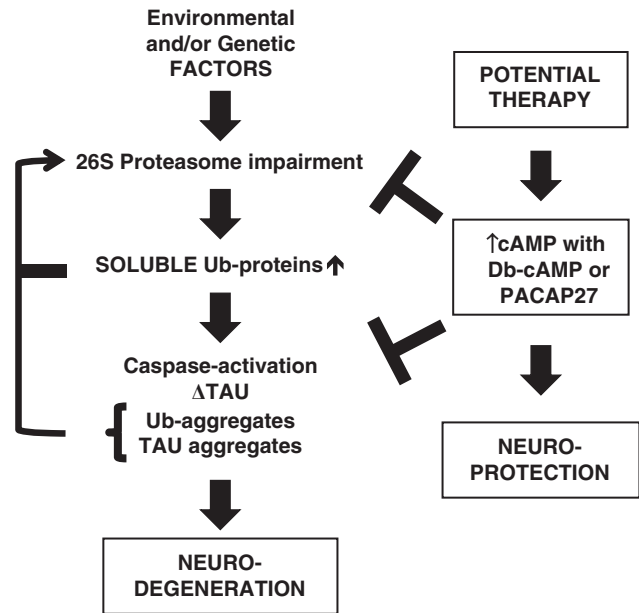 Environmental
and/or Genetic
FACTORS
26S Proteasome impairment
SOLUBLE Ub-proteins↑
Caspase-activation
ΔTAU
Ub-aggregates
TAU aggregates
NEURO-
DEGENERATION
POTENTIAL
THERAPY
↑cAMP with
Db-cAMP or
PACAP27
NEURO-
PROTECTION